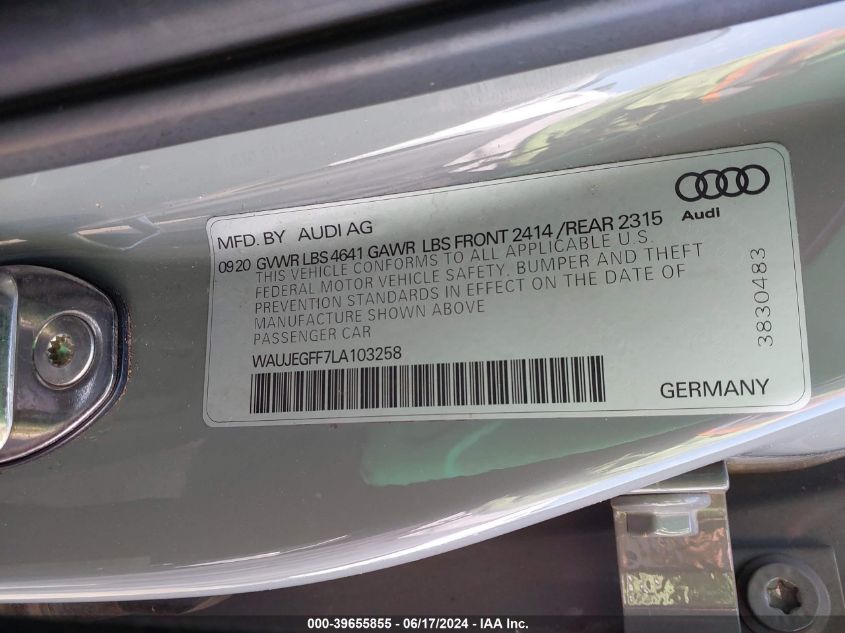 MFD. BY AUDI AG
Audi
0920 GVWR LBS 4641 GAWR LBS FRONT 2414 /REAR 2315
THIS VEHICLE CONFORMS TO ALL APPLICABLE U.S.
FEDERAL MOTOR VEHICLE SAFETY, BUMPER AND THEFT
PREVENTION STANDARDS IN EFFECT ON THE DATE OF
MANUFACTURE SHOWN ABOVE
PASSENGER CAR
WAUJEGFF7LA103258
3830483
GERMANY
000-39655855 - 06/17/2024 - IAA Inc.